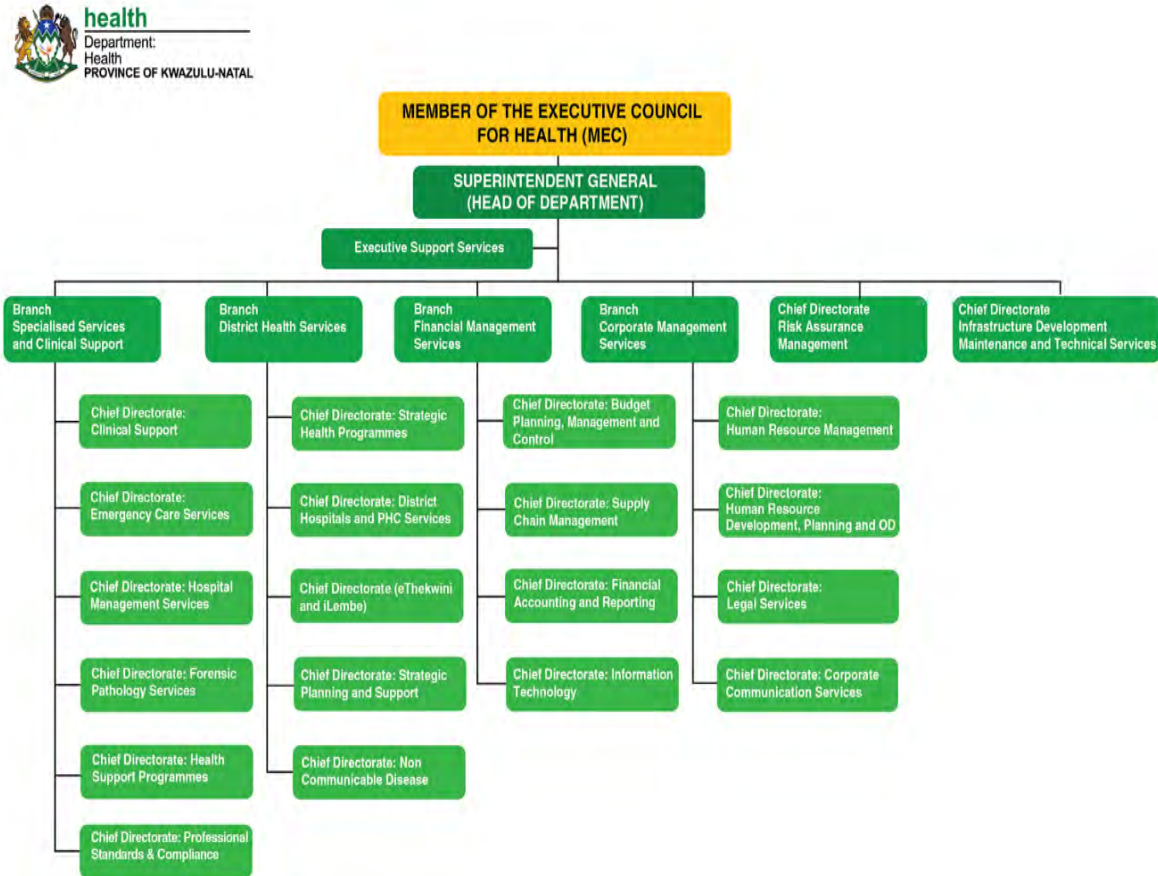 health
Department:
Health
PROVINCE OF KWAZULU-NATAL
MEMBER OF THE EXECUTIVE COUNCIL
FOR HEALTH (MEC)
SUPERINTENDENT GENERAL
(HEAD OF DEPARTMENT)
Executive Support Services
Branch
Specialised Services
and Clinical Support
Branch
District Health Services
Branch
Financial Management
Services
Branch
Corporate Management
Services
Chief Directorate
Risk Assurance
Management
Chief Directorate
Infrastructure Development
Maintenance and Technical Services
Chief Directorate:
Clinical Support
Chief Directorate:
Emergency Care Services
Chief Directorate: Hospital
Management Services
Chief Directorate: Forensic
Pathology Services
Chief Directorate: Health
Support Programmes
Chief Directorate: Professional
Standards & Compliance
Chief Directorate: Strategic
Health Programmes
Chief Directorate: District
Hospitals and PHC Services
Chief Directorate (eThekwini
and iLembe)
Chief Directorate: Strategic
Planning and Support
Chief Directorate: Non
Communicable Disease
Chief Directorate: Budget
Planning, Management and
Control
Chief Directorate: Supply
Chain Management
Chief Directorate: Financial
Accounting and Reporting
Chief Directorate: Information
Technology
Chief Directorate:
Human Resource Management
Chief Directorate:
Human Resource
Development, Planning and OD
Chief Directorate:
Legal Services
Chief Directorate: Corporate
Communication Services